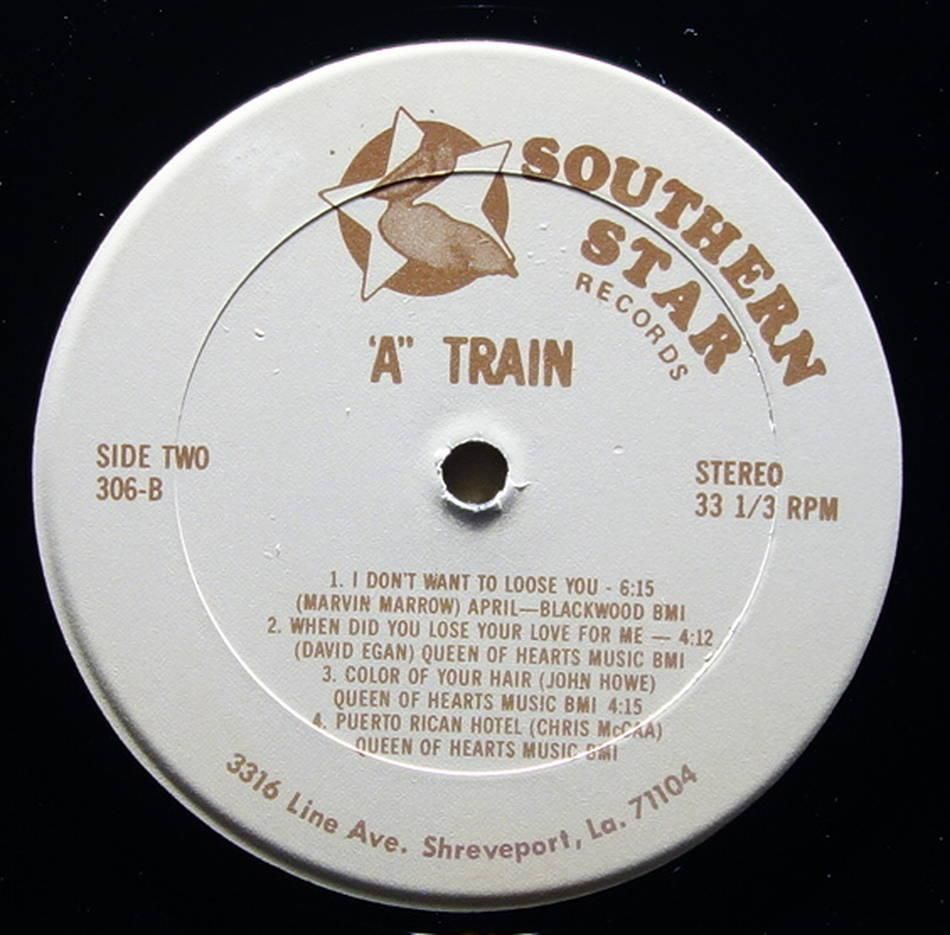 SOUTHERN
STAR
RECORDS
‘A” TRAIN
SIDE TWO
306-B
STEREO
33 1/3 RPM
1. I DON'T WANT TO LOOSE YOU - 6:15
(MARVIN MARROW) APRIL—BLACKWOOD BMI
2. WHEN DID YOU LOSE YOUR LOVE FOR ME — 4:12
(DAVID EGAN) QUEEN OF HEARTS MUSIC BMI
3. COLOR OF YOUR HAIR (JOHN HOWE)
QUEEN OF HEARTS MUSIC BMI 4:15
4. PUERTO RICAN HOTEL (CHRIS McCAA)
QUEEN OF HEARTS MUSIC BMI
3316 Line Ave. Shreveport, La. 71104